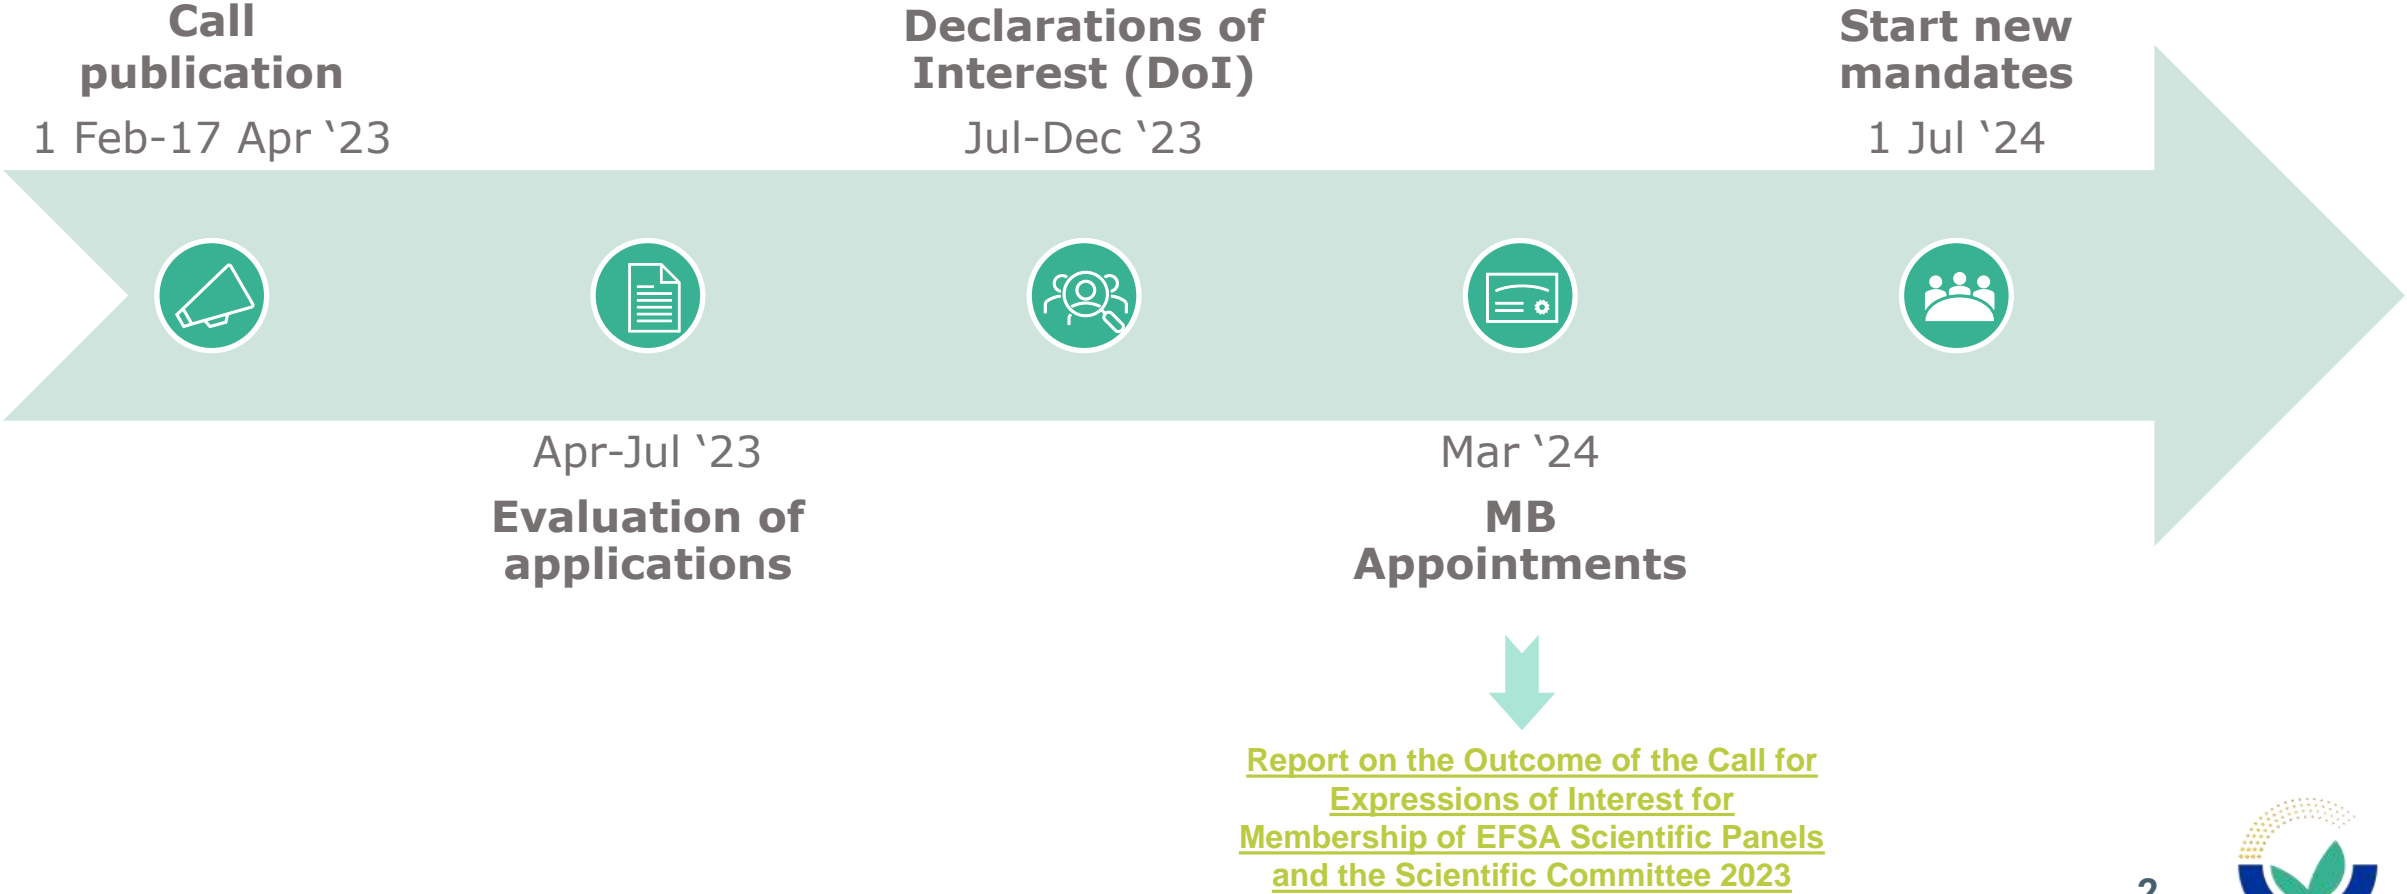 Call
publication
1 Feb-17 Apr ‘23
Declarations of
Interest (DoI)
Jul-Dec ‘23
Start new
mandates
1 Jul ‘24
Apr-Jul ‘23
Evaluation of
applications
Mar ‘24
MB
Appointments
Report on the Outcome of the Call for
Expressions of Interest for
Membership of EFSA Scientific Panels
and the Scientific Committee 2023
2